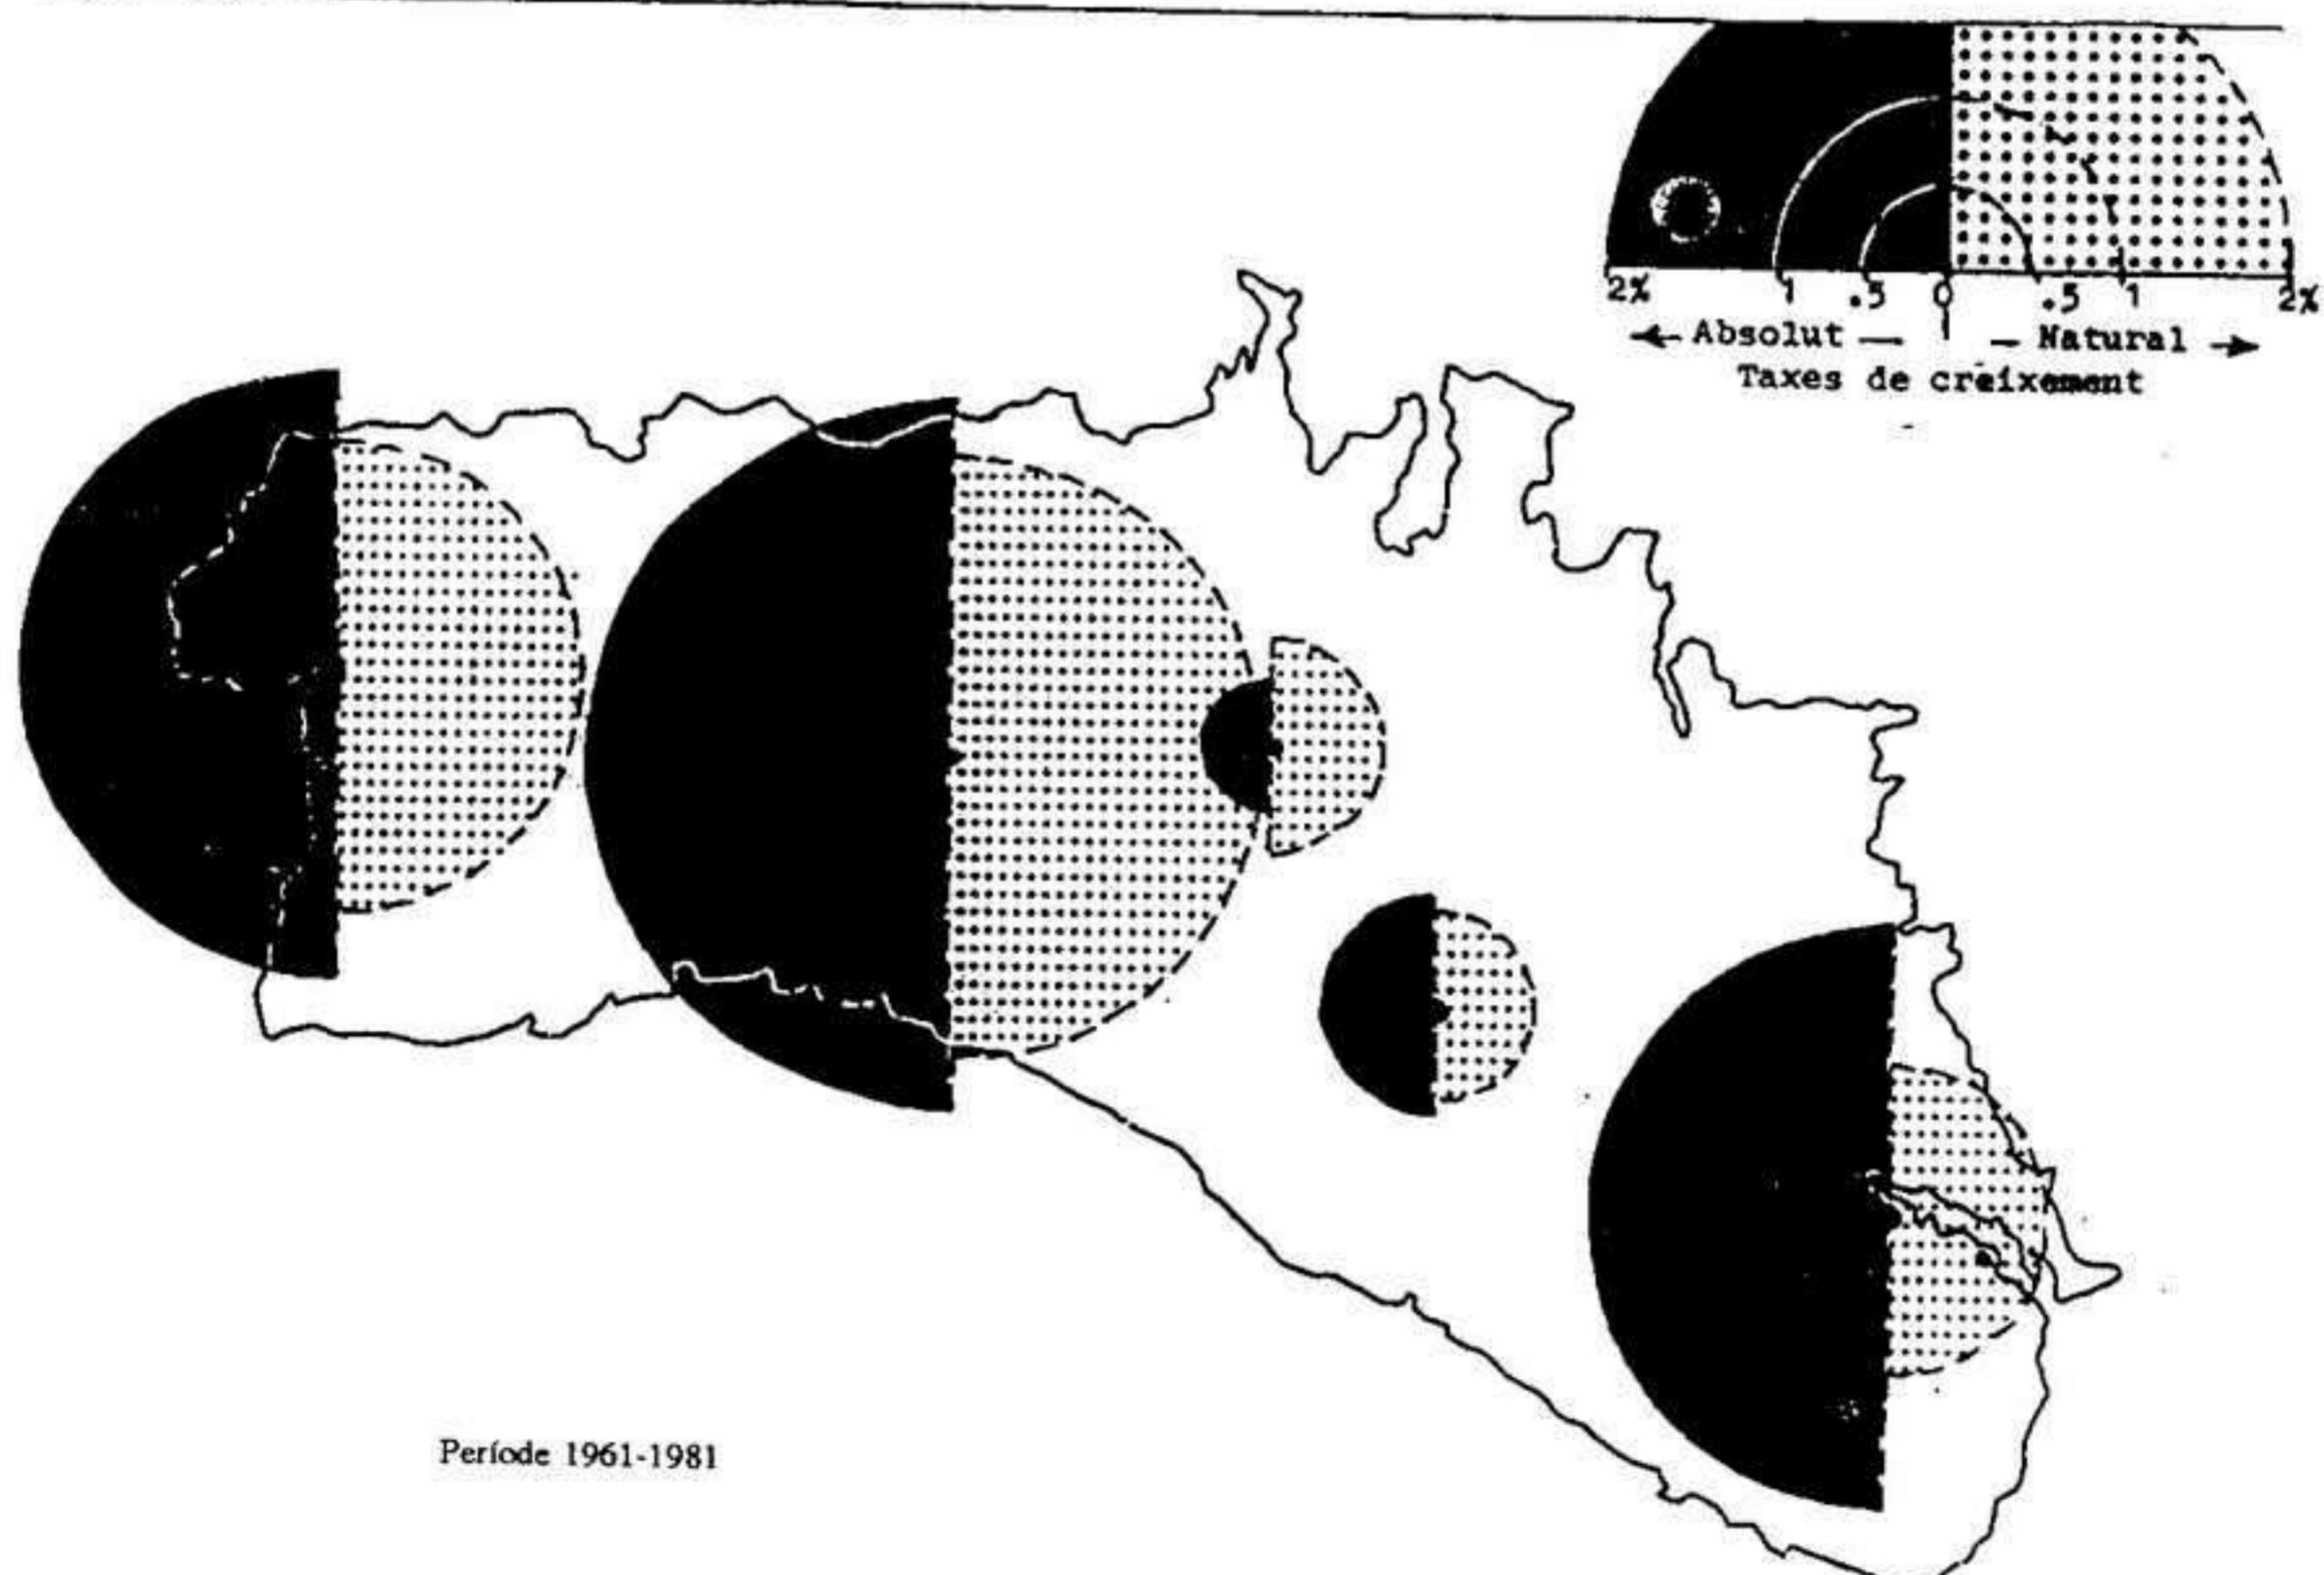 2% 1 .5 0 .5 1 2%
← Absolut — — Natural →
Taxes de creixement
Període 1961-1981